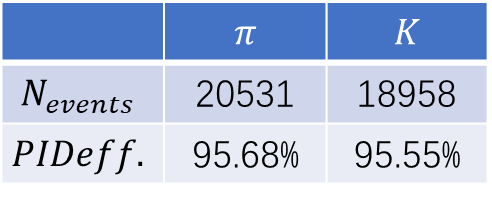 π K
N_events 20531 18958
PIDeff. 95.68% 95.55%